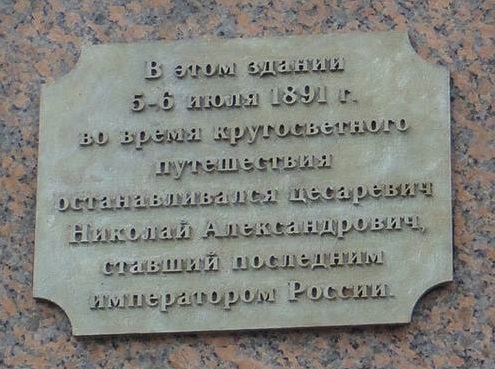 В этом здании
5-6 июля 1891 г.
во время кругосветного
путешествия
останавливался цесаревич
Николай Александрович,
ставший последним
императором России.